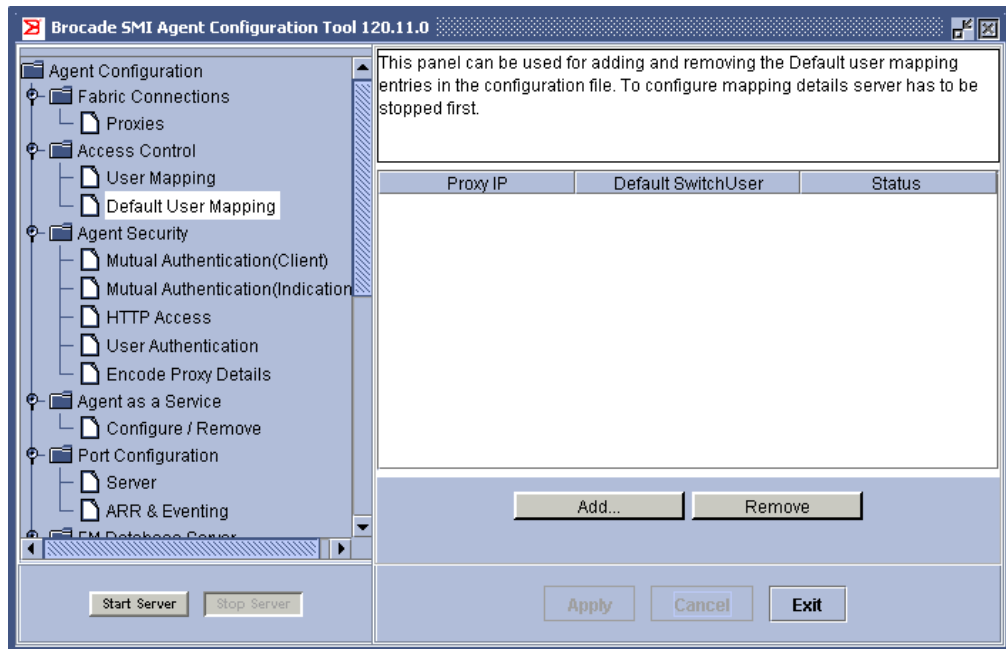 Brocade SMI Agent Configuration Tool 120.11.0
Agent Configuration
Fabric Connections
Proxies
Access Control
User Mapping
Default User Mapping
Agent Security
Mutual Authentication(Client)
Mutual Authentication(Indication
HTTP Access
User Authentication
Encode Proxy Details
Agent as a Service
Configure / Remove
Port Configuration
Server
ARR & Eventing
Start Server
Stop Server
This panel can be used for adding and removing the Default user mapping
entries in the configuration file. To configure mapping details server has to be
stopped first.
Proxy IP
Default SwitchUser
Status
Add...
Remove
Apply
Cancel
Exit